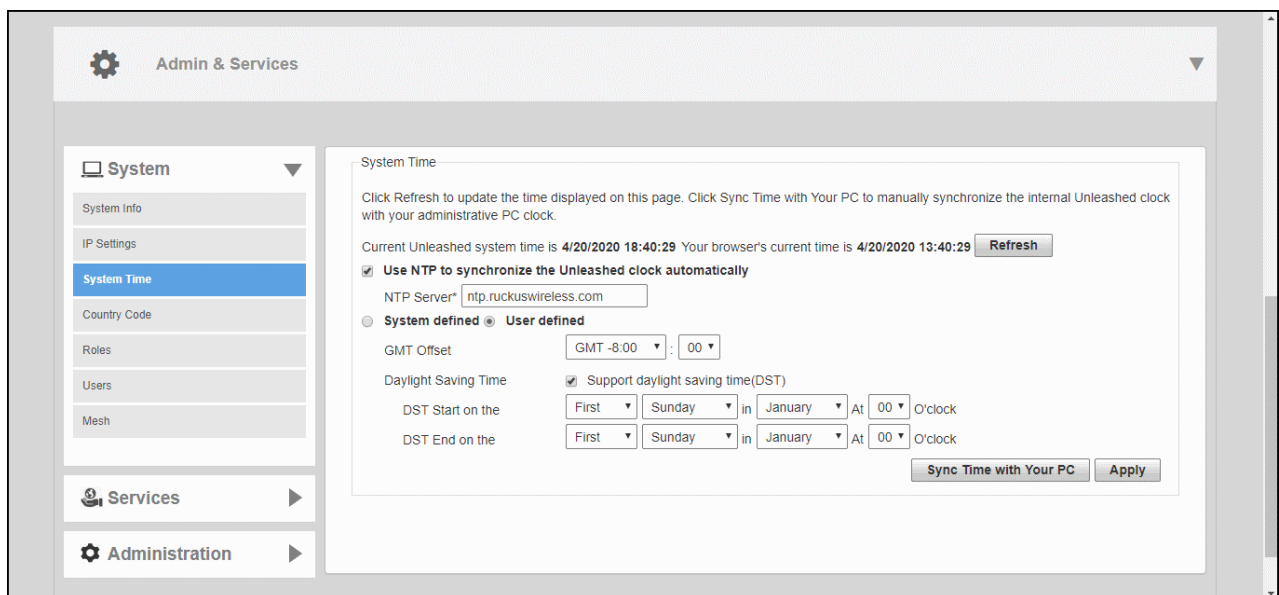 Admin & Services
System
System Info
IP Settings
System Time
Country Code
Roles
Users
Mesh
Services
Administration
System Time
Click Refresh to update the time displayed on this page. Click Sync Time with Your PC to manually synchronize the internal Unleashed clock
with your administrative PC clock.
Current Unleashed system time is 4/20/2020 18:40:29 Your browser's current time is 4/20/2020 13:40:29 Refresh
Use NTP to synchronize the Unleashed clock automatically
NTP Server* ntp.ruckuswireless.com
System defined User defined
GMT Offset GMT -8:00 : 00
Daylight Saving Time Support daylight saving time(DST)
DST Start on the First Sunday in January At 00 O'clock
DST End on the First Sunday in January At 00 O'clock
Sync Time with Your PC Apply